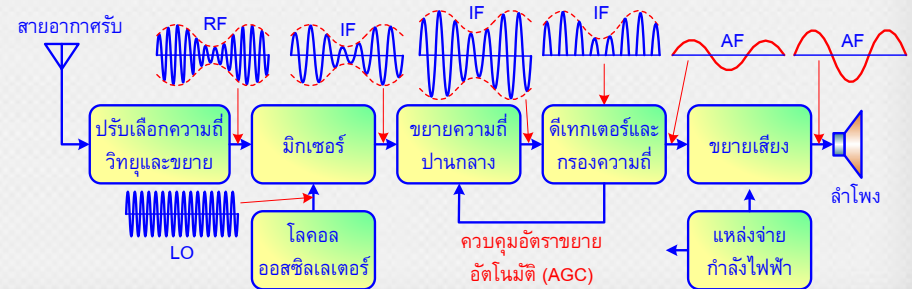 สายอากาศรับ
RF
IF
IF
IF
AF
AF
ปรับเลือกความถี่
วิทยุและขยาย
มิกเซอร์
ขยายความถี่
ปานกลาง
ดีเทกเตอร์และ
กรองความถี่
ขยายเสียง
ลำโพง
LO
โลคอล
ออสซิลเลเตอร์
ควบคุมอัตราขยาย
อัตโนมัติ (AGC)
แหล่งจ่าย
กำลังไฟฟ้า